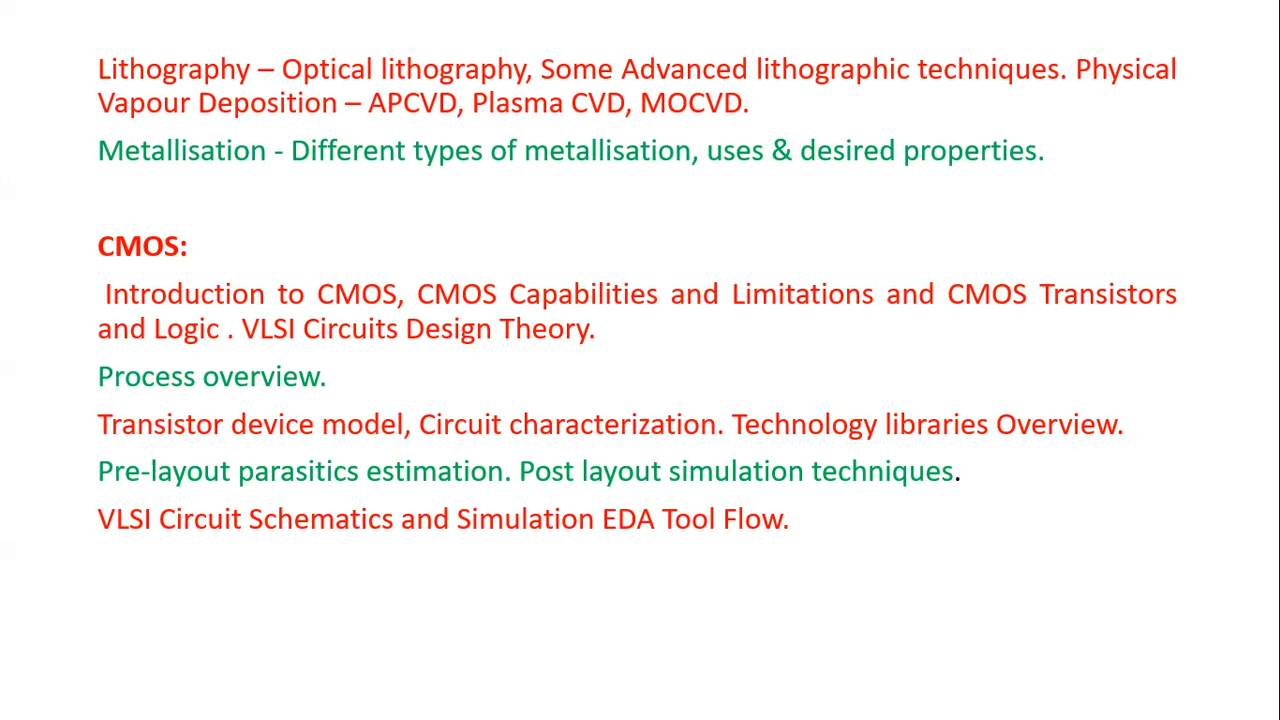 Lithography – Optical lithography, Some Advanced lithographic techniques. Physical
Vapour Deposition – APCVD, Plasma CVD, MOCVD.
Metallisation - Different types of metallisation, uses & desired properties.
CMOS:
Introduction to CMOS, CMOS Capabilities and Limitations and CMOS Transistors
and Logic . VLSI Circuits Design Theory.
Process overview.
Transistor device model, Circuit characterization. Technology libraries Overview.
Pre-layout parasitics estimation. Post layout simulation techniques.
VLSI Circuit Schematics and Simulation EDA Tool Flow.